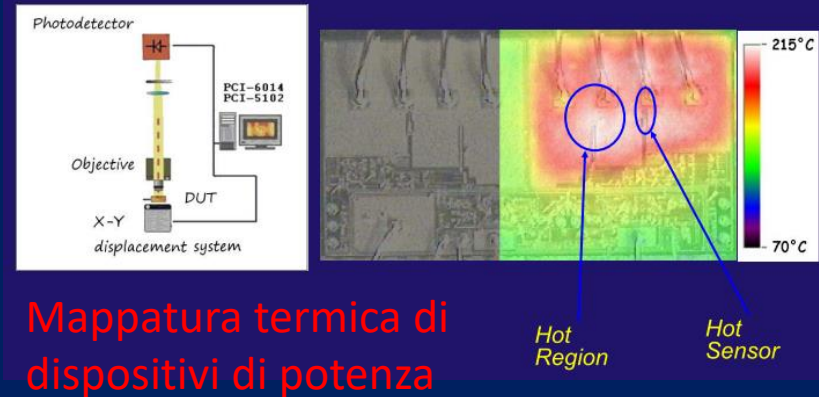 Photodetector
PCI-6014
PCI-5102
Objective
DUT
X-Y
displacement system
215°C
70°C
Hot
Region
Hot
Sensor
Mappatura termica di
dispositivi di potenza